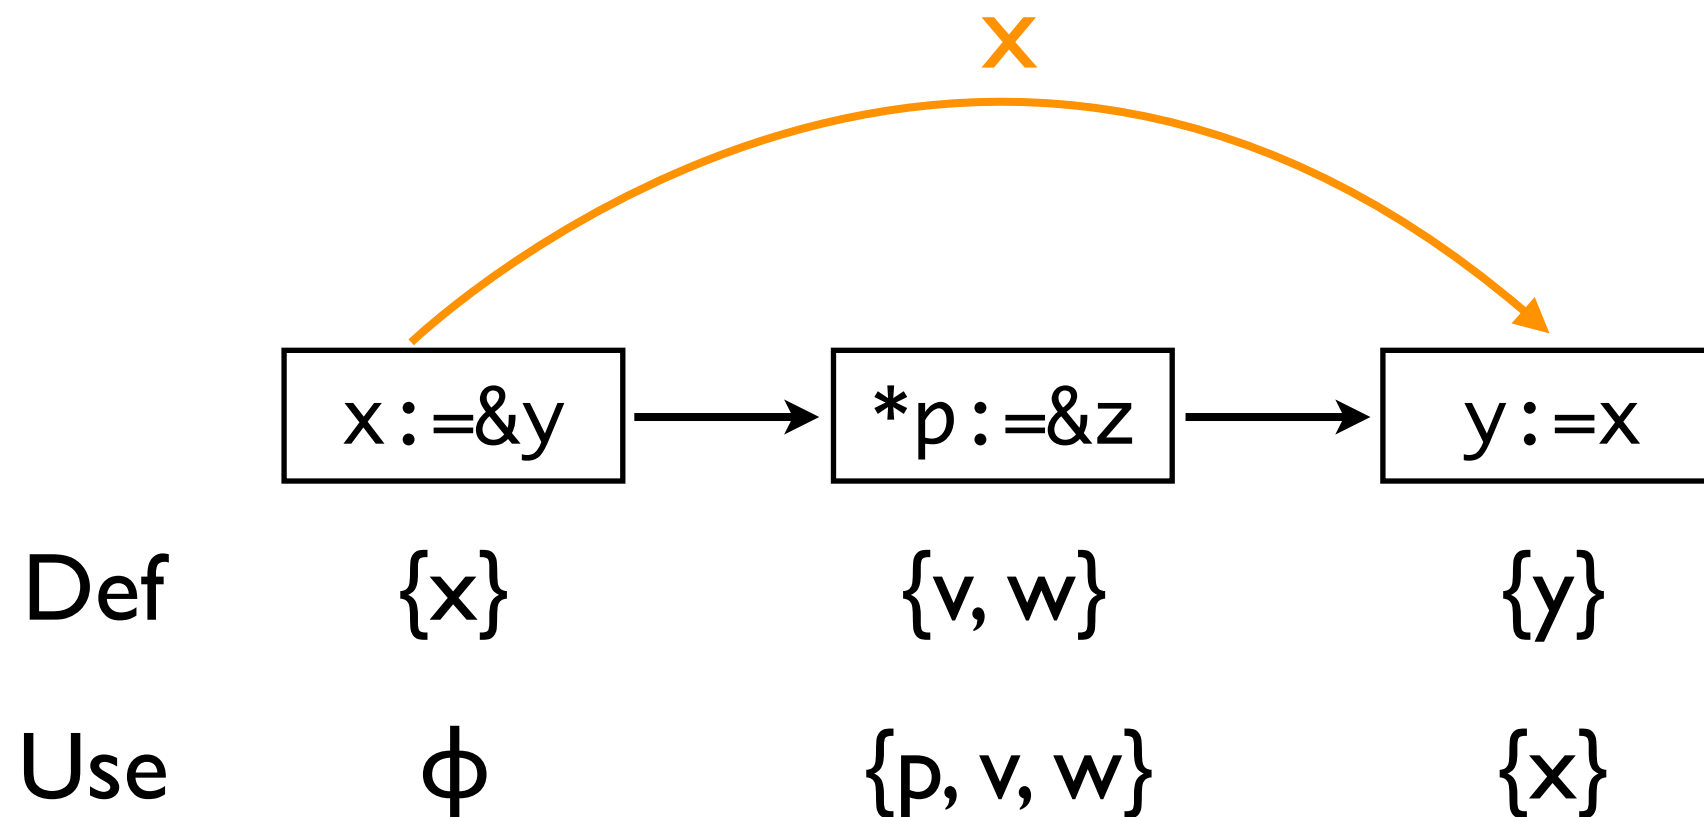 x
x:=&y *p:=&z y:=x
Def {x} {v, w} {y}
Use ϕ {p, v, w} {x}